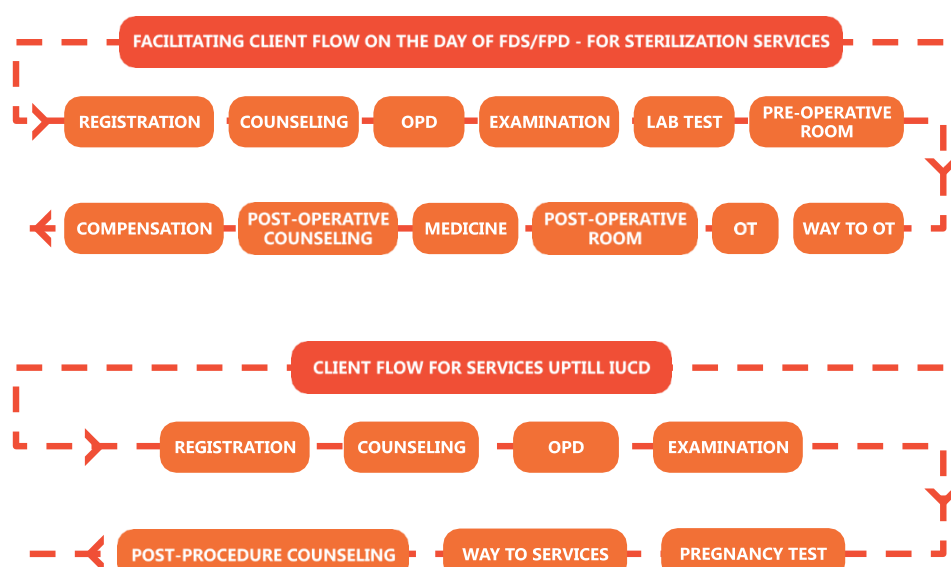 FACILITATING CLIENT FLOW ON THE DAY OF FDS/FPD - FOR STERILIZATION SERVICES
REGISTRATION
COUNSELING
OPD
EXAMINATION
LAB TEST
PRE-OPERATIVE
ROOM
WAY TO OT
OT
POST-OPERATIVE
ROOM
MEDICINE
POST-OPERATIVE
COUNSELING
COMPENSATION
CLIENT FLOW FOR SERVICES UPTILL IUCD
REGISTRATION
COUNSELING
OPD
EXAMINATION
PREGNANCY TEST
WAY TO SERVICES
POST-PROCEDURE COUNSELING